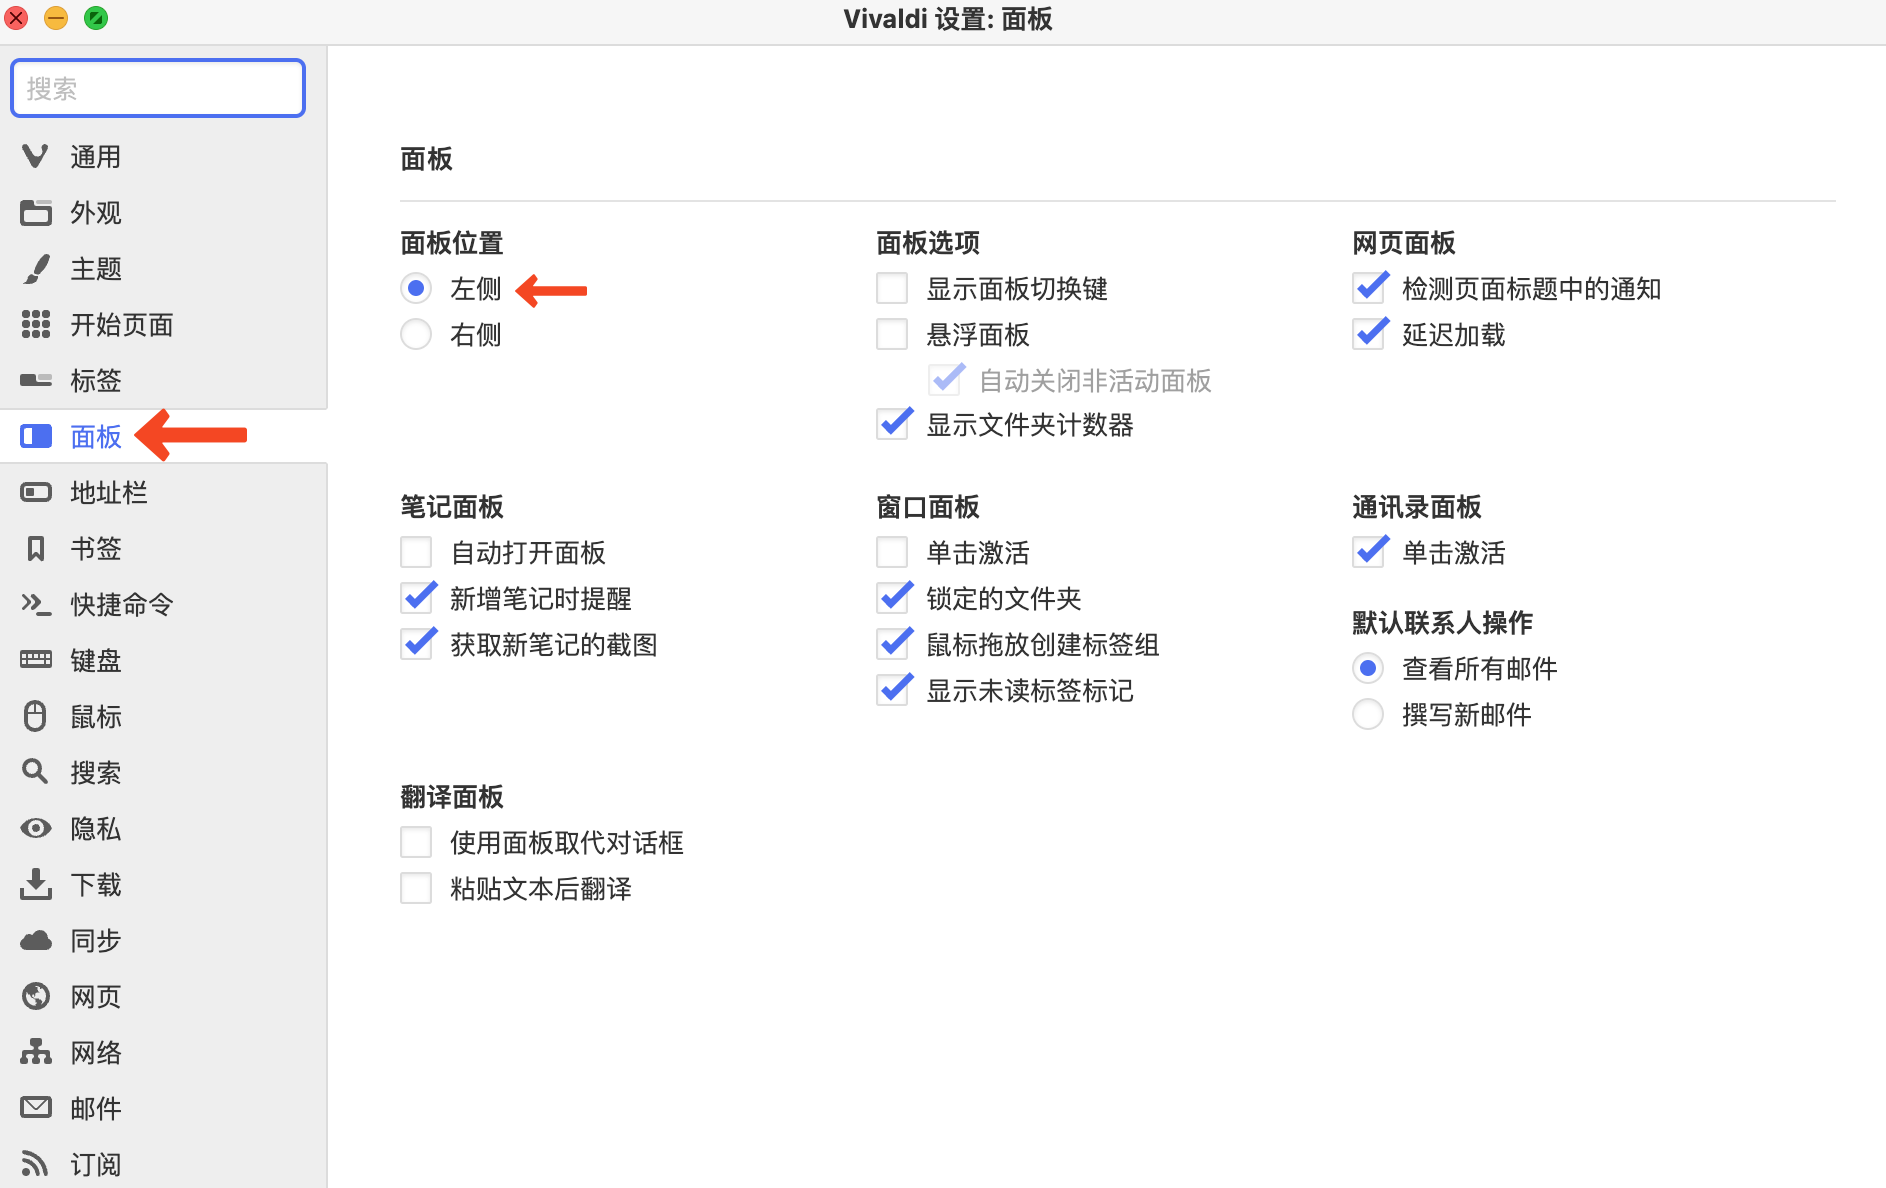 Vivaldi 设置: 面板
搜索
通用
外观
主题
开始页面
标签
面板
地址栏
书签
快捷命令
键盘
鼠标
搜索
隐私
下载
同步
网页
网络
邮件
订阅
面板
面板位置
左侧
右侧
面板选项
显示面板切换键
悬浮面板
自动关闭非活动面板
显示文件夹计数器
网页面板
检测页面标题中的通知
延迟加载
笔记面板
自动打开面板
新增笔记时提醒
获取新笔记的截图
窗口面板
单击激活
锁定的文件夹
鼠标拖放创建标签组
显示未读标签标记
通讯录面板
单击激活
默认联系人操作
查看所有邮件
撰写新邮件
翻译面板
使用面板取代对话框
粘贴文本后翻译